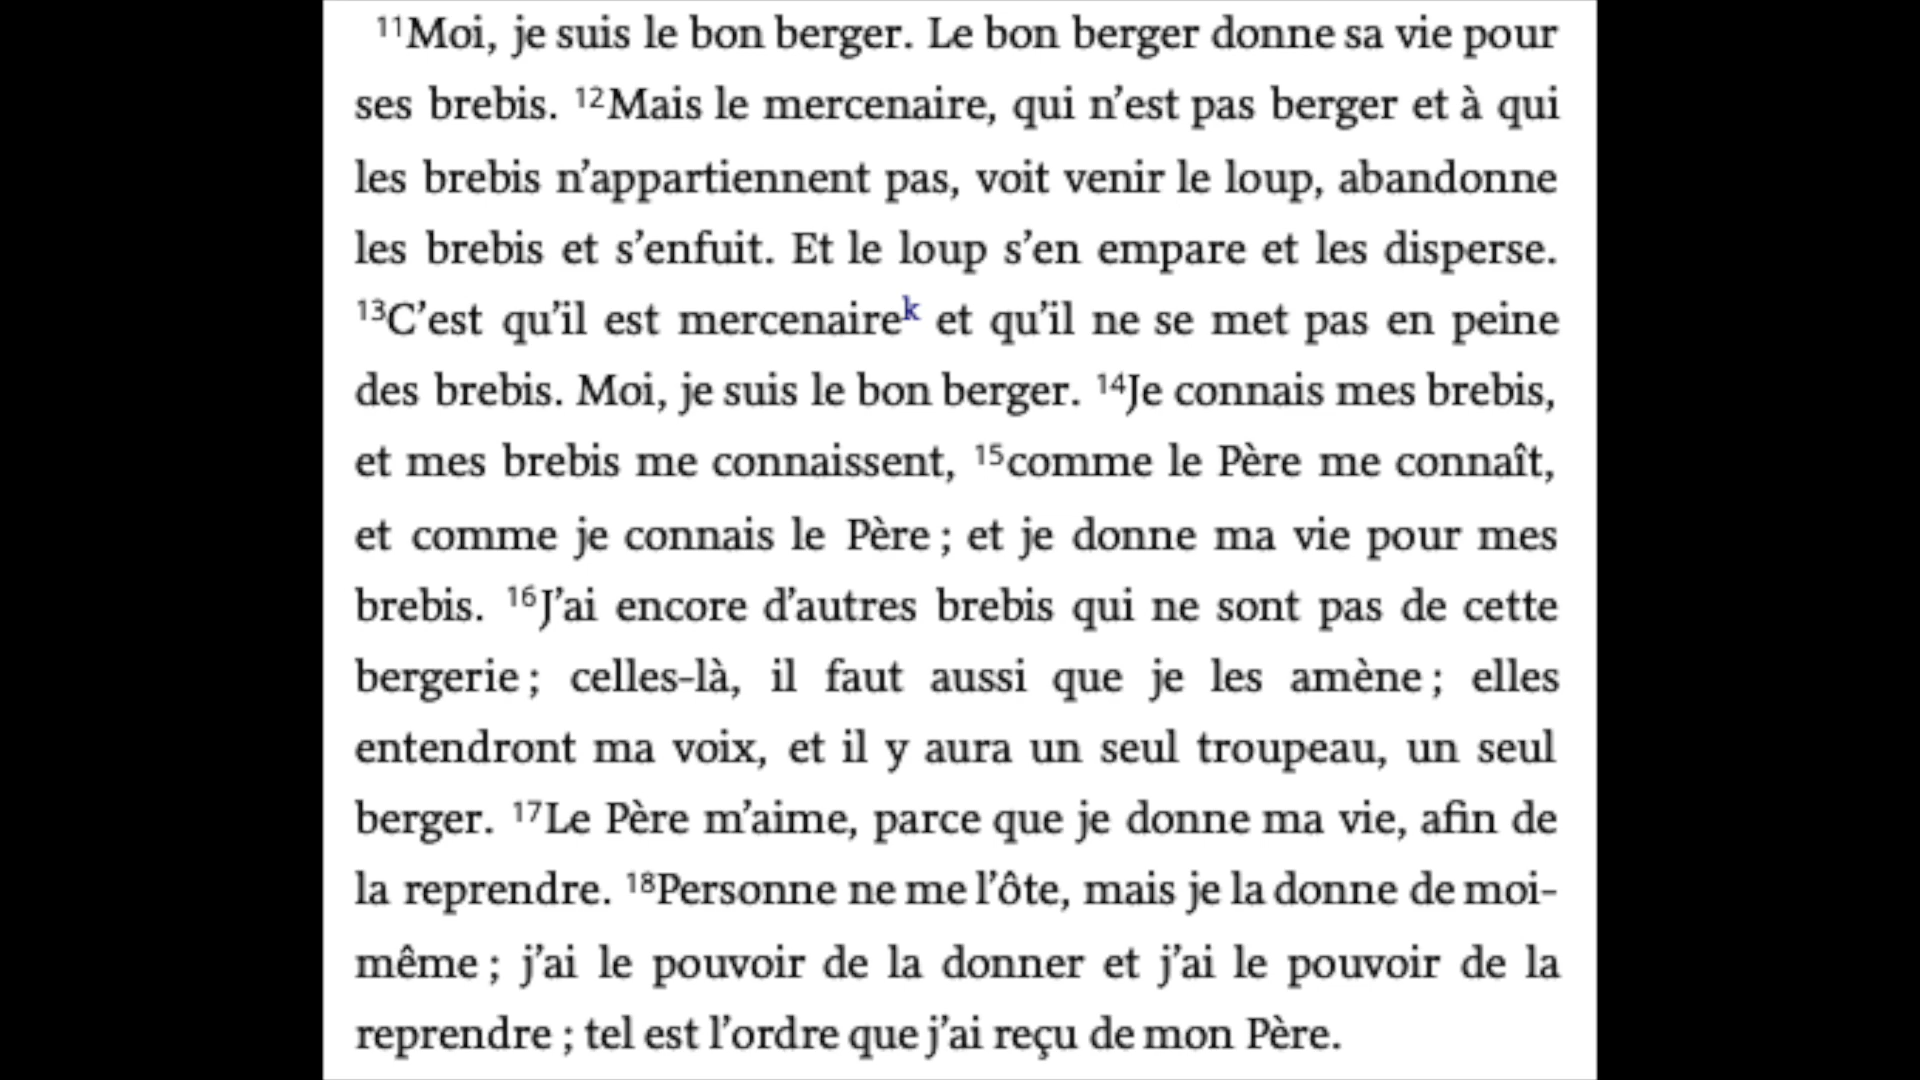 ¹¹Moi, je suis le bon berger. Le bon berger donne sa vie pour
ses brebis. ¹²Mais le mercenaire, qui n’est pas berger et à qui
les brebis n’appartiennent pas, voit venir le loup, abandonne
les brebis et s’enfuit. Et le loup s’en empare et les disperse.
¹³C’est qu’il est mercenaireᵏ et qu’il ne se met pas en peine
des brebis. Moi, je suis le bon berger. ¹⁴Je connais mes brebis,
et mes brebis me connaissent, ¹⁵comme le Père me connaît,
et comme je connais le Père ; et je donne ma vie pour mes
brebis. ¹⁶J’ai encore d’autres brebis qui ne sont pas de cette
bergerie ; celles-là, il faut aussi que je les amène ; elles
entendront ma voix, et il y aura un seul troupeau, un seul
berger. ¹⁷Le Père m’aime, parce que je donne ma vie, afin de
la reprendre. ¹⁸Personne ne me l’ôte, mais je la donne de moi-
même ; j’ai le pouvoir de la donner et j’ai le pouvoir de la
reprendre ; tel est l’ordre que j’ai reçu de mon Père.